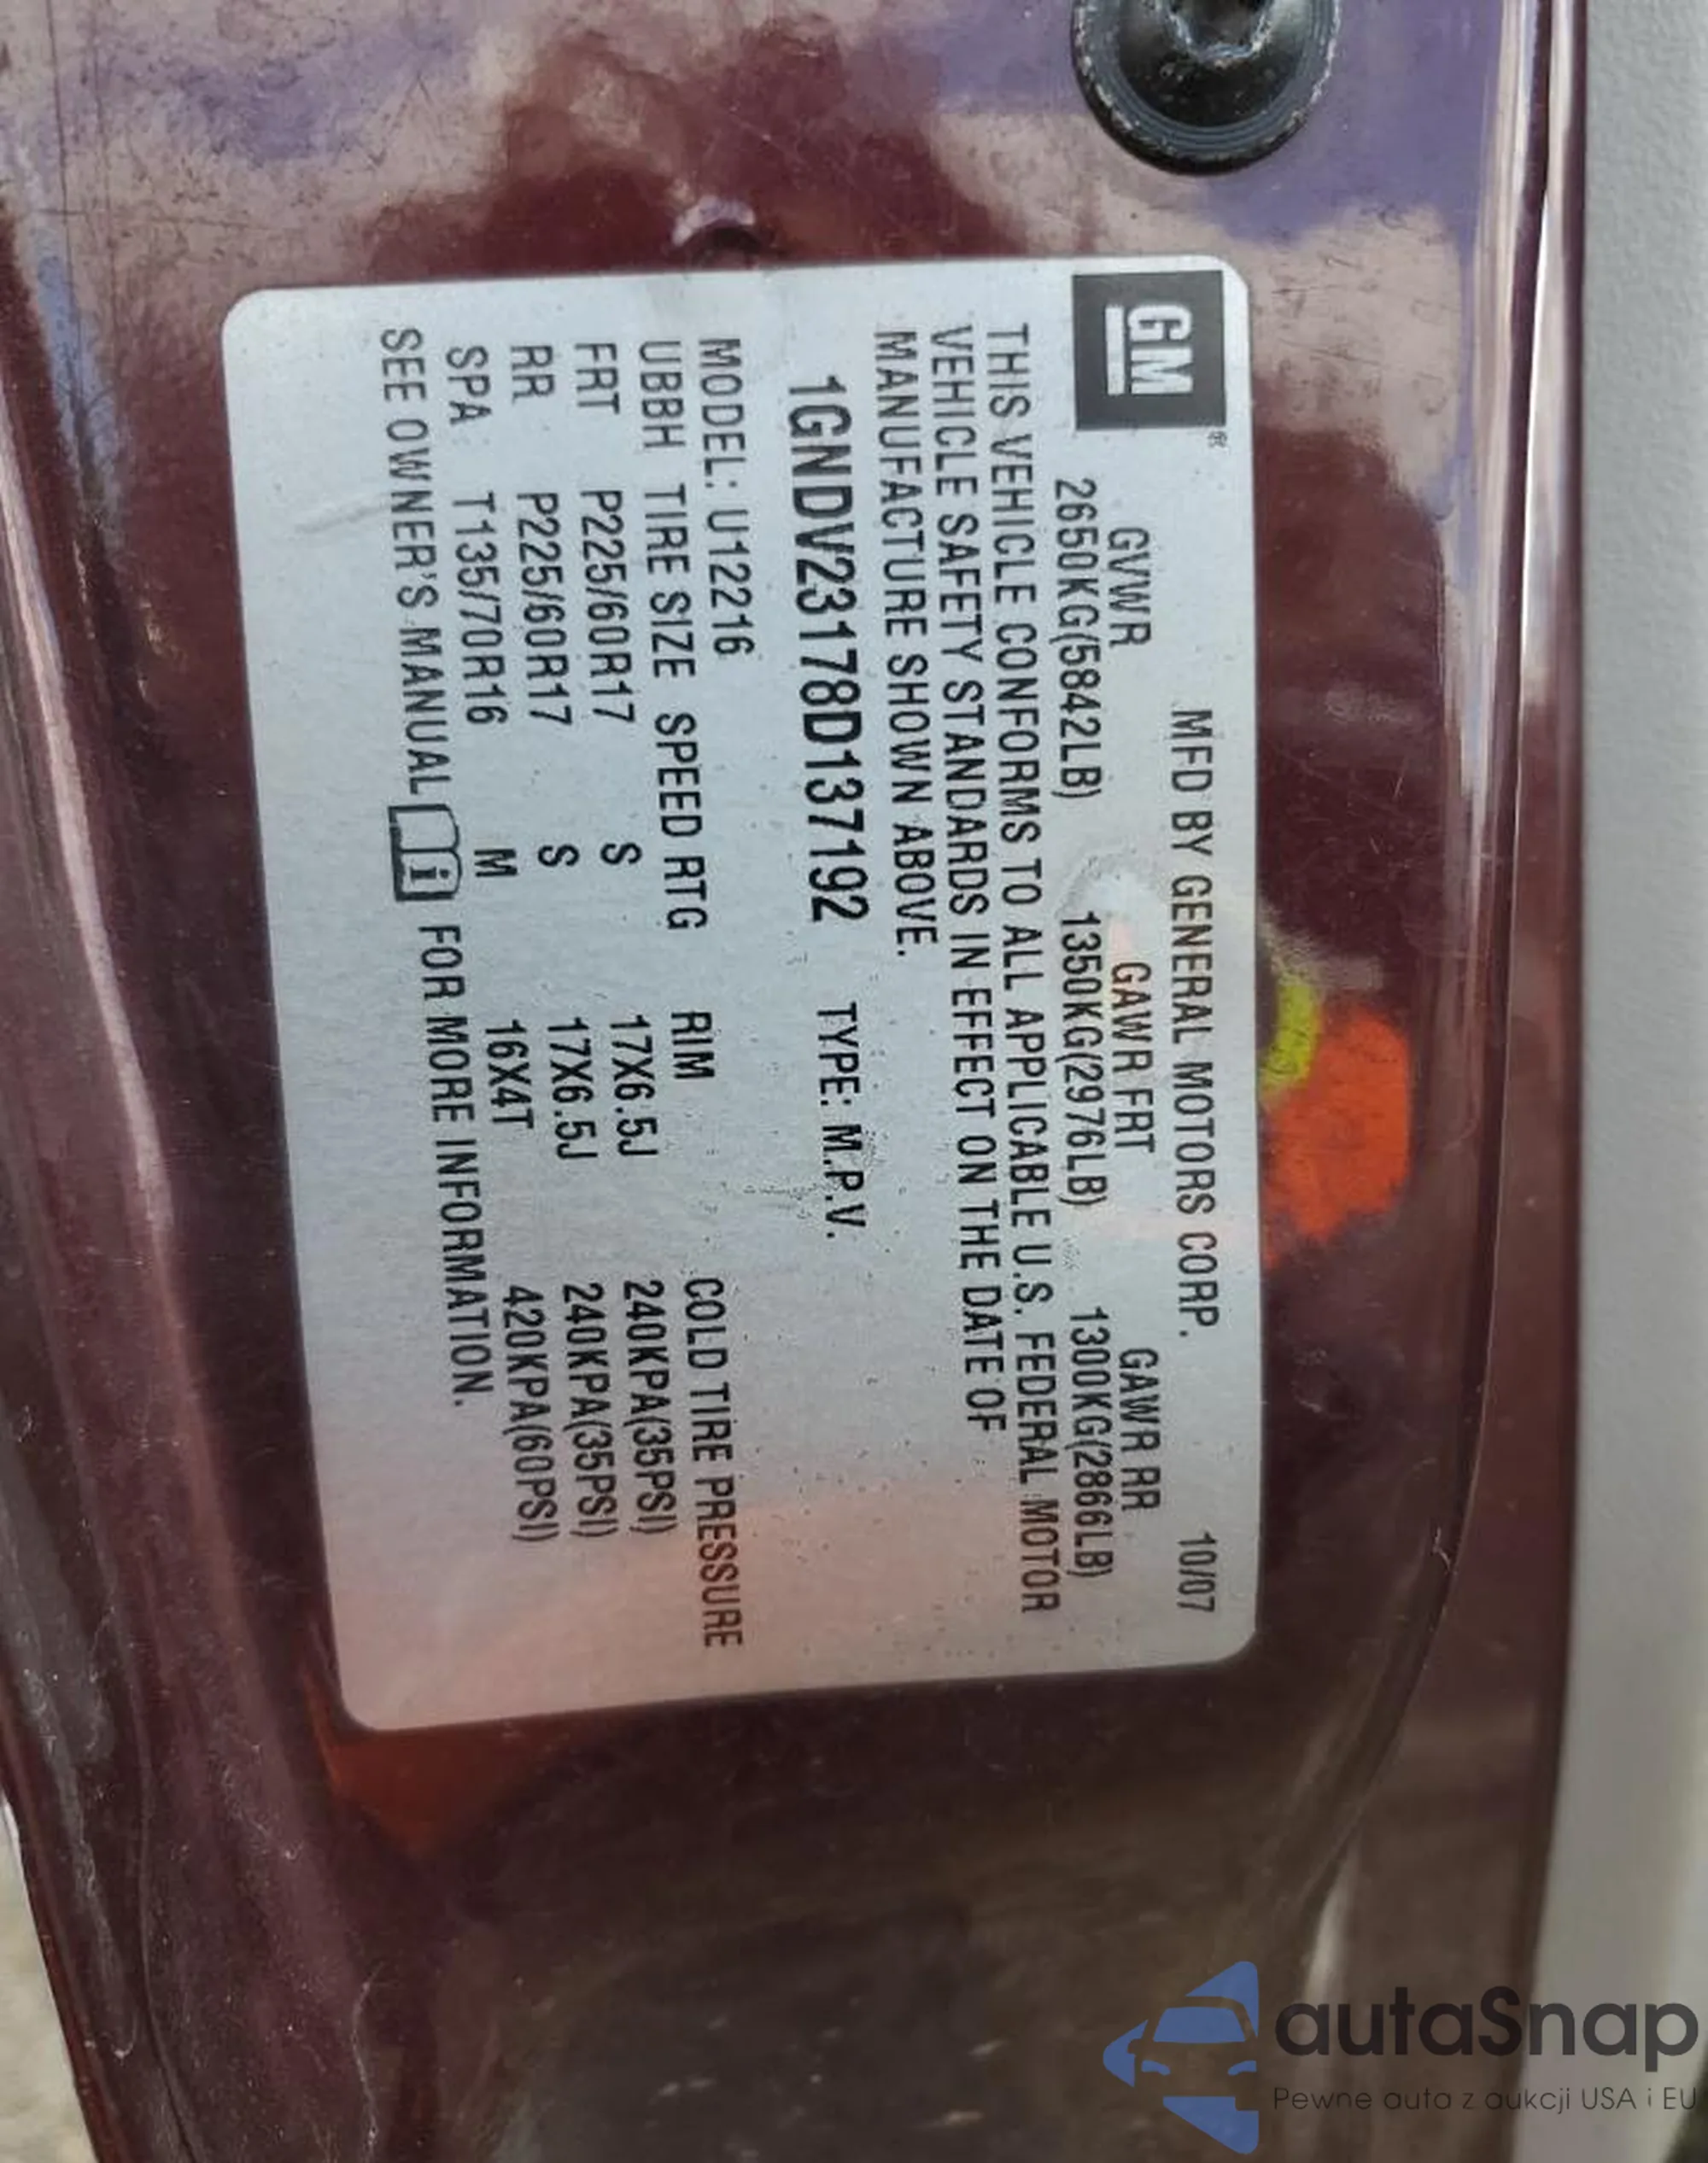 GM®
MFD BY GENERAL MOTORS CORP. 10/07
GVWR GAWR FRT GAWR RR
2650KG(5842LB) 1350KG(2976LB) 1300KG(2866LB)
THIS VEHICLE CONFORMS TO ALL APPLICABLE U.S. FEDERAL MOTOR
VEHICLE SAFETY STANDARDS IN EFFECT ON THE DATE OF
MANUFACTURE SHOWN ABOVE.
1GNDV23178D137192 TYPE: M.P.V.
MODEL: U12216
UBBH TIRE SIZE SPEED RTG RIM COLD TIRE PRESSURE
FRT P225/60R17 S 17X6.5J 240KPA(35PSI)
RR P225/60R17 S 17X6.5J 240KPA(35PSI)
SPA T135/70R16 M 16X4T 420KPA(60PSI)
SEE OWNER'S MANUAL i FOR MORE INFORMATION.
autaSnap
Pewne auta z aukcji USA i EU